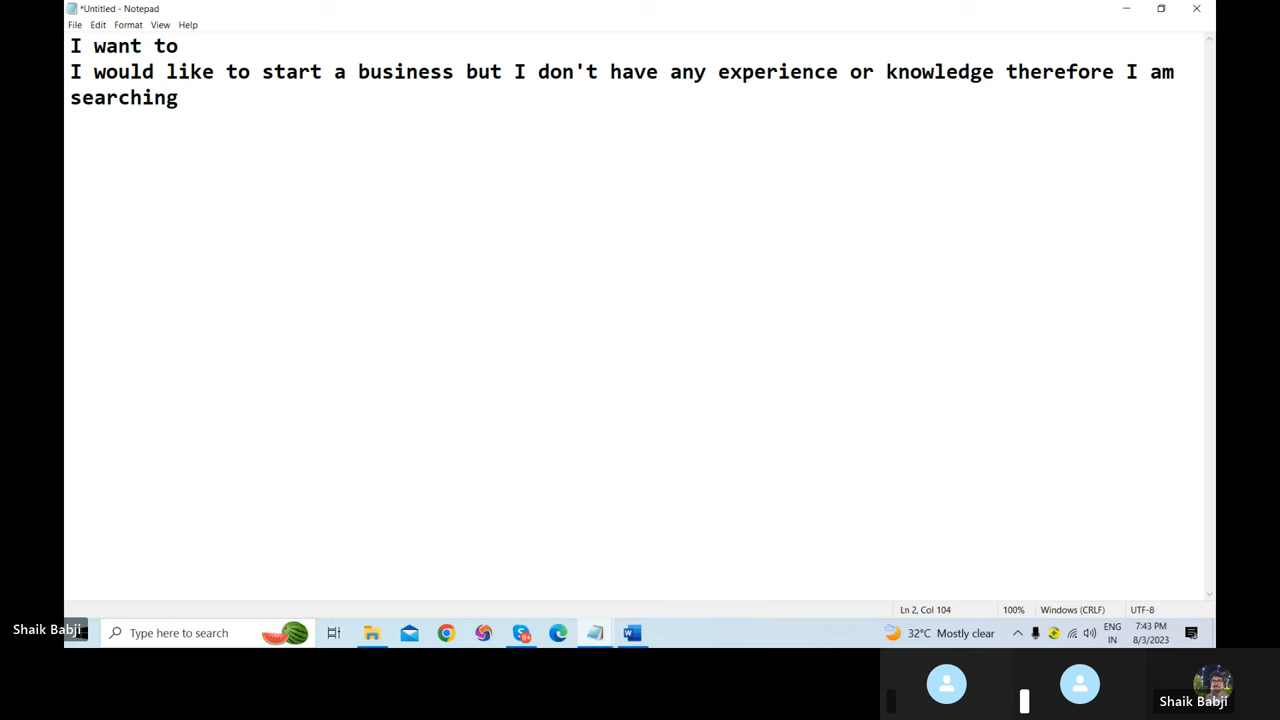 *Untitled - Notepad
File Edit Format View Help
I want to
I would like to start a business but I don't have any experience or knowledge therefore I am
searching
Ln 2, Col 104 100% Windows (CRLF) UTF-8
Shaik Babji
Type here to search
9+
32°C Mostly clear
ENG
IN
7:43 PM
8/3/2023
Shaik Babji